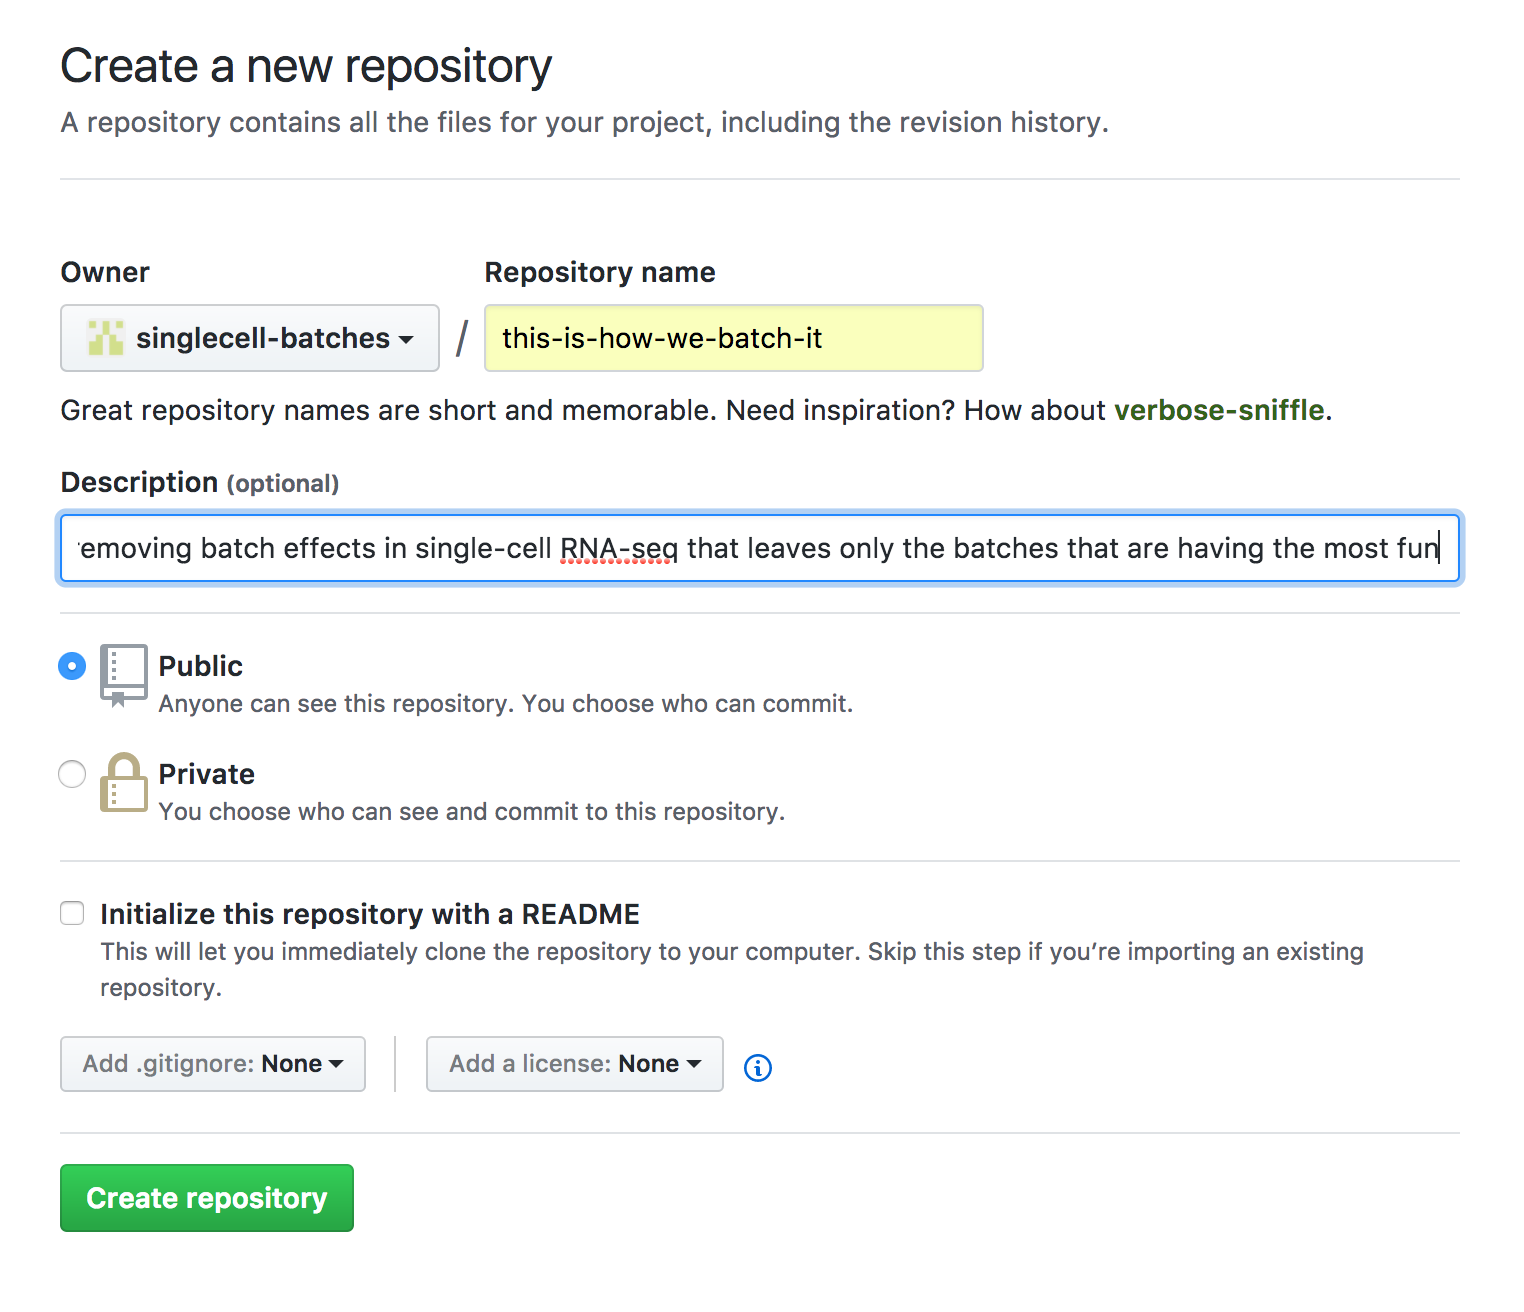 Create a new repository
A repository contains all the files for your project, including the revision history.
Owner Repository name
singlecell-batches / this-is-how-we-batch-it
Great repository names are short and memorable. Need inspiration? How about verbose-sniffle.
Description (optional)
emoving batch effects in single-cell RNA-seq that leaves only the batches that are having the most fun
Public
Anyone can see this repository. You choose who can commit.
Private
You choose who can see and commit to this repository.
Initialize this repository with a README
This will let you immediately clone the repository to your computer. Skip this step if you’re importing an existing
repository.
Add .gitignore: None Add a license: None
Create repository